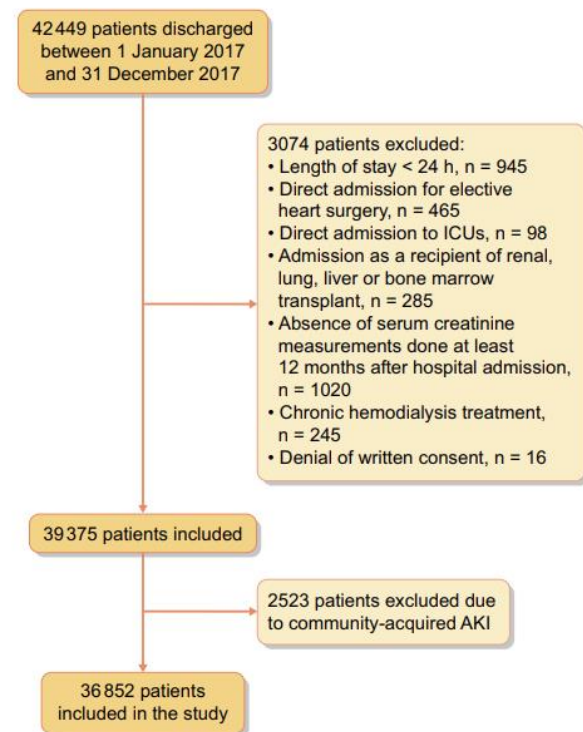 42 449 patients discharged
between 1 January 2017
and 31 December 2017
3074 patients excluded:
• Length of stay < 24 h, n = 945
• Direct admission for elective
heart surgery, n = 465
• Direct admission to ICUs, n = 98
• Admission as a recipient of renal,
lung, liver or bone marrow
transplant, n = 285
• Absence of serum creatinine
measurements done at least
12 months after hospital admission,
n = 1020
• Chronic hemodialysis treatment,
n = 245
• Denial of written consent, n = 16
39 375 patients included
2523 patients excluded due
to community-acquired AKI
36 852 patients
included in the study